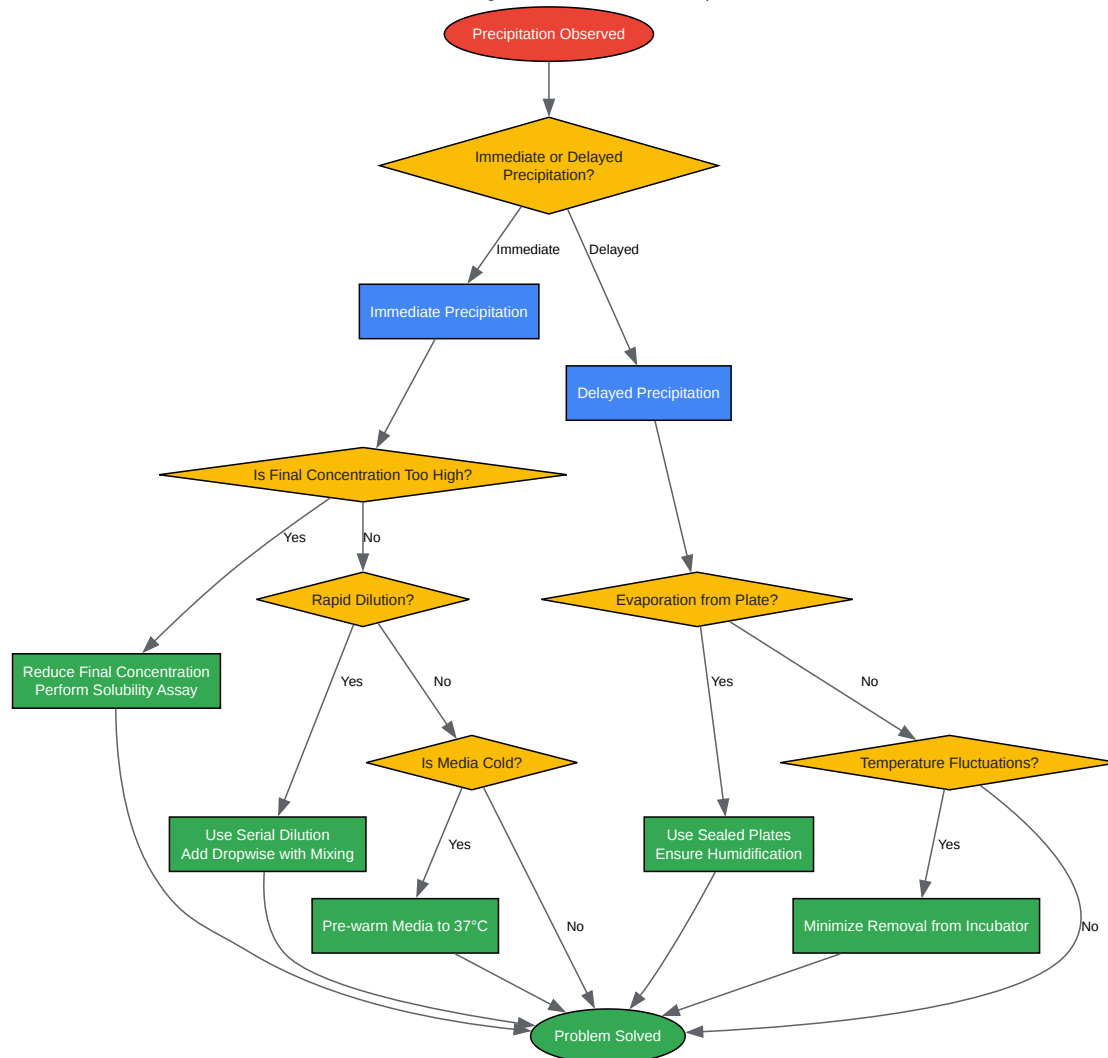 Precipitation Observed
Immediate or Delayed
Precipitation?
Immediate
Delayed
Immediate Precipitation
Delayed Precipitation
Is Final Concentration Too High?
Yes
No
Rapid Dilution?
Evaporation from Plate?
Reduce Final Concentration
Perform Solubility Assay
Yes
No
Yes
No
Is Media Cold?
Temperature Fluctuations?
Use Serial Dilution
Add Dropwise with Mixing
Yes
Use Sealed Plates
Ensure Humidification
Yes
Pre-warm Media to 37°C
No
Minimize Removal from Incubator
No
Problem Solved